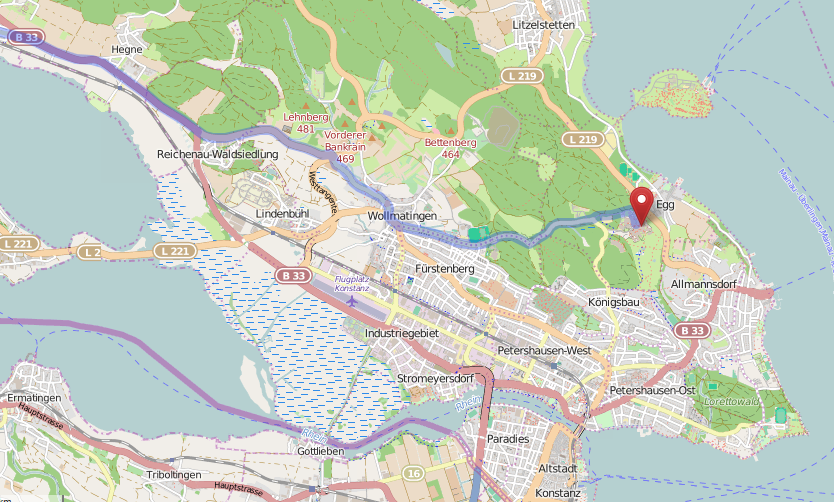 Litzelstetten
B 33
Hegne
L 219
Lehnberg
481
Vorderer
Bankrain
469
Bettenberg
464
L 219
Reichenau-Waldsiedlung
Mainau, Überlingen
Westtangente
Egg
Lindenbühl
Wollmatingen
L 221
L 2
L 221
B 33
Fürstenberg
Flugplatz
Konstanz
Allmannsdorf
Königsbau
Industriegebiet
B 33
Petershausen-West
Stromeyersdorf
Petershausen-Ost
Lorettowald
Ermatingen
Hauptstrasse
Rhein
Rhein
Paradies
Gottlieben
Triboltingen
16
Altstadt
Hauptstrasse
Konstanz